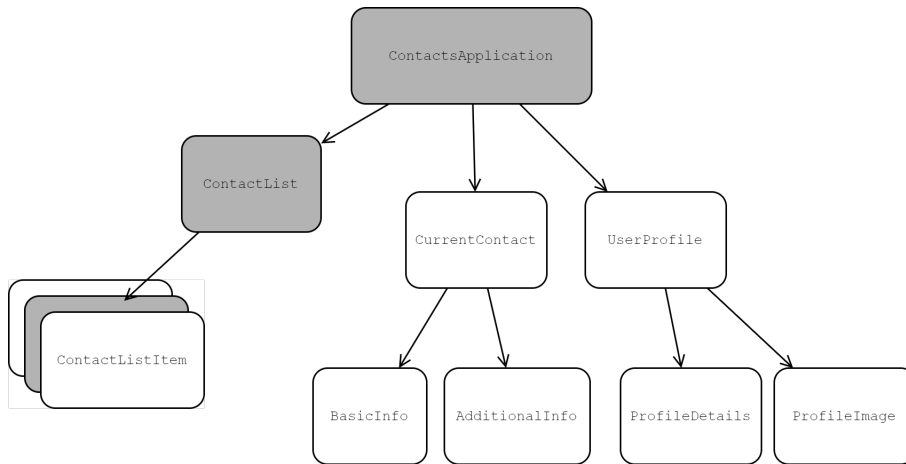 ContactsApplication
ContactList
CurrentContact
UserProfile
ContactListItem
BasicInfo
AdditionalInfo
ProfileDetails
ProfileImage